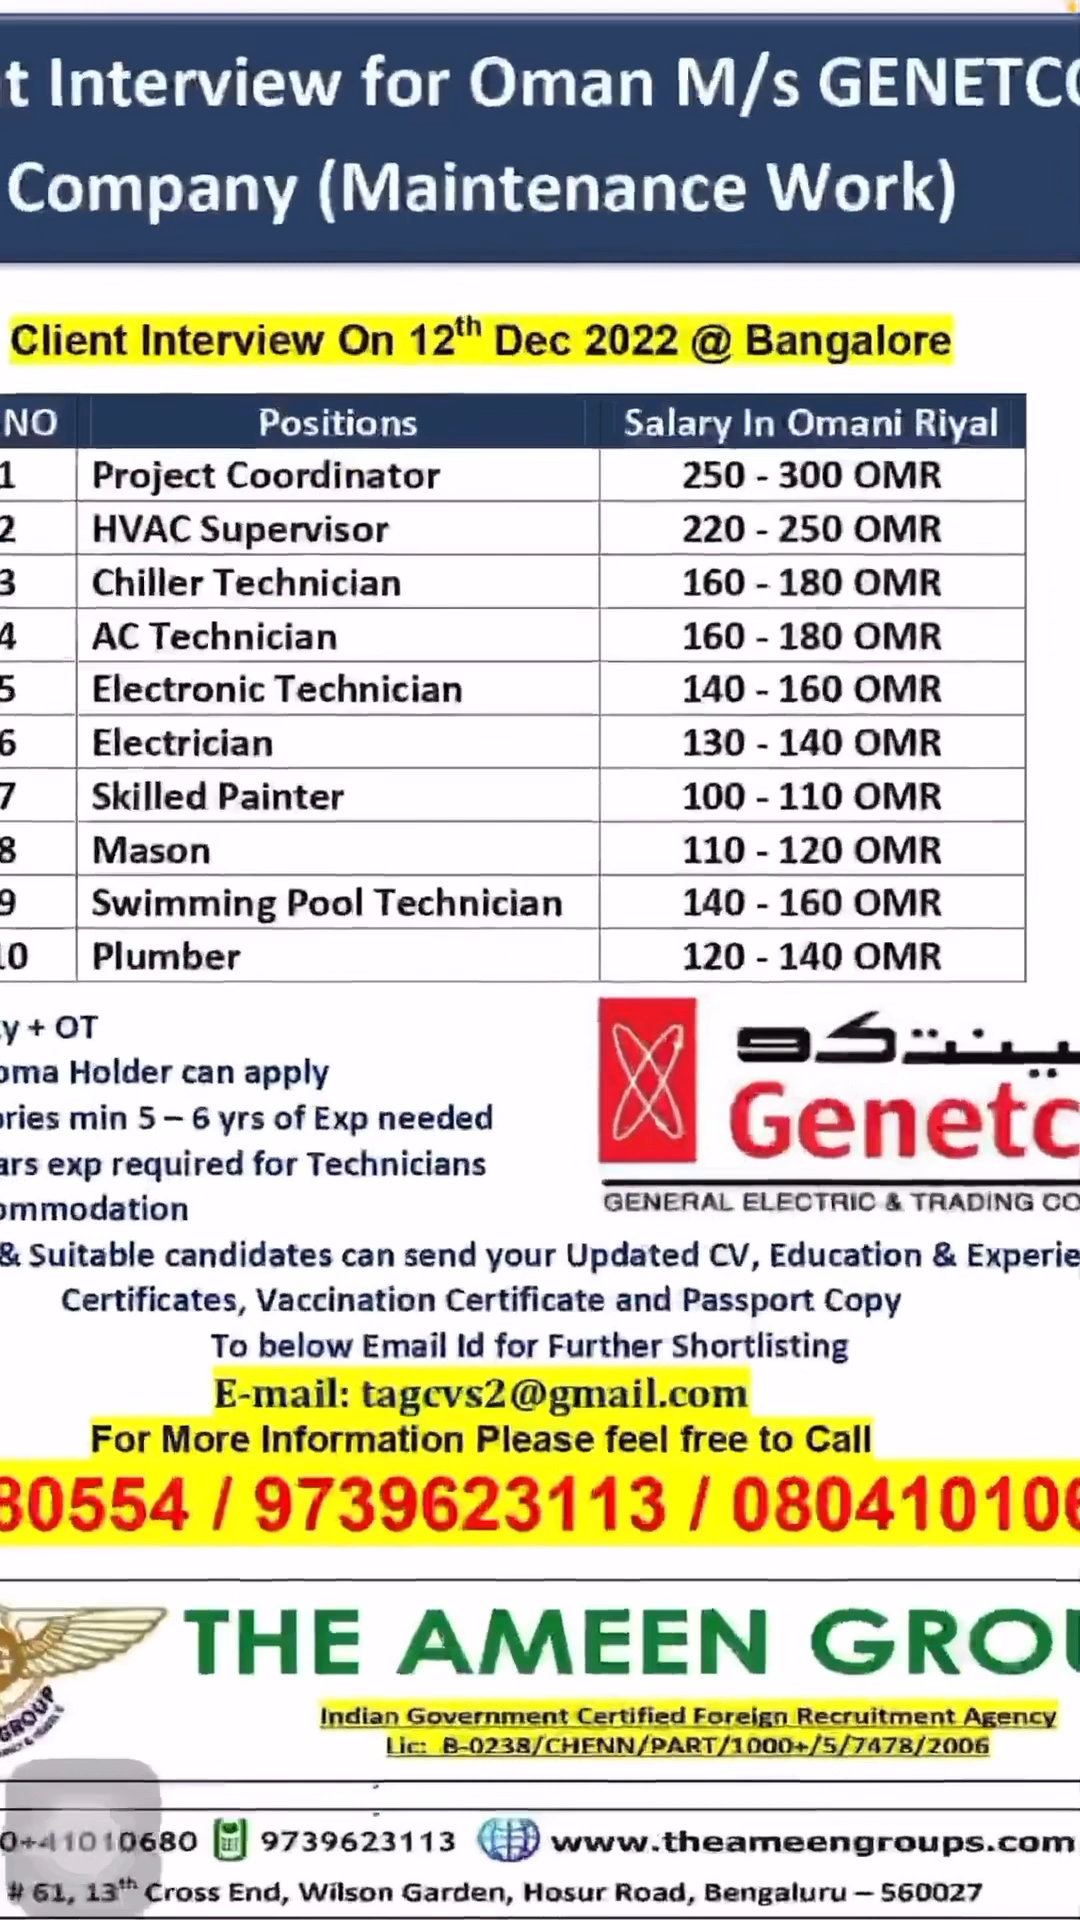 t Interview for Oman M/s GENETCO
Company (Maintenance Work)
Client Interview On 12th Dec 2022 @ Bangalore
NO Positions Salary In Omani Riyal
1 Project Coordinator 250 - 300 OMR
2 HVAC Supervisor 220 - 250 OMR
3 Chiller Technician 160 - 180 OMR
4 AC Technician 160 - 180 OMR
5 Electronic Technician 140 - 160 OMR
6 Electrician 130 - 140 OMR
7 Skilled Painter 100 - 110 OMR
8 Mason 110 - 120 OMR
9 Swimming Pool Technician 140 - 160 OMR
10 Plumber 120 - 140 OMR
y + OT
oma Holder can apply
ories min 5 – 6 yrs of Exp needed
ars exp required for Technicians
ommodation
ينتكو
Genetc
GENERAL ELECTRIC & TRADING CO
& Suitable candidates can send your Updated CV, Education & Experie
Certificates, Vaccination Certificate and Passport Copy
To below Email Id for Further Shortlisting
E-mail: tagcvs2@gmail.com
For More Information Please feel free to Call
80554 / 9739623113 / 080410106
THE AMEEN GROU
GROUP
Indian Government Certified Foreign Recruitment Agency
Lic: B-0238/CHENN/PART/1000+/5/7478/2006
0+41010680 9739623113 www.theameengroups.com
# 61, 13th Cross End, Wilson Garden, Hosur Road, Bengaluru – 560027